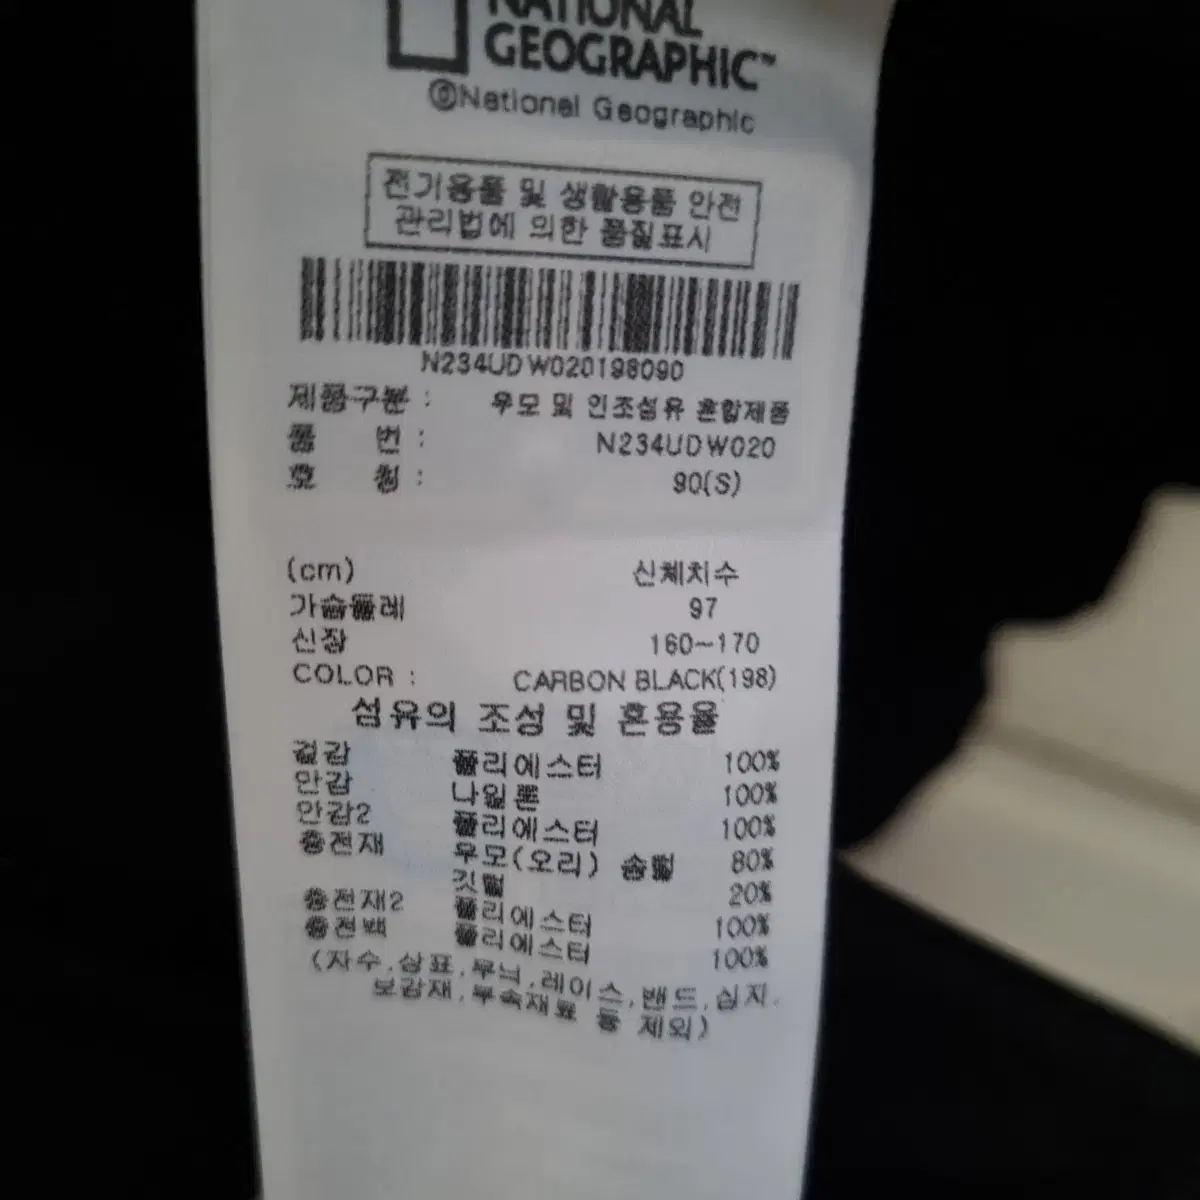 NATIONAL
GEOGRAPHIC™
©National Geographic
전기용품 및 생활용품 안전
관리법에 의한 품질표시
N234UDW020198090
제품구분 : 우모 및 인조섬유 혼합제품
품 번 : N234UDW020
호 칭 : 90(S)
(cm) 신체치수
가슴둘레 97
신장 160~170
COLOR : CARBON BLACK(198)
섬유의 조성 및 혼용율
겉감 폴리에스터 100%
안감 나일론 100%
안감2 폴리에스터 100%
충전재 우모(오리) 솜털 80%
깃털 20%
충전재2 폴리에스터 100%
충전백 폴리에스터 100%
(자수,상표,무늬,레이스,밴드,심지,
보강재,부속재료 등 제외)